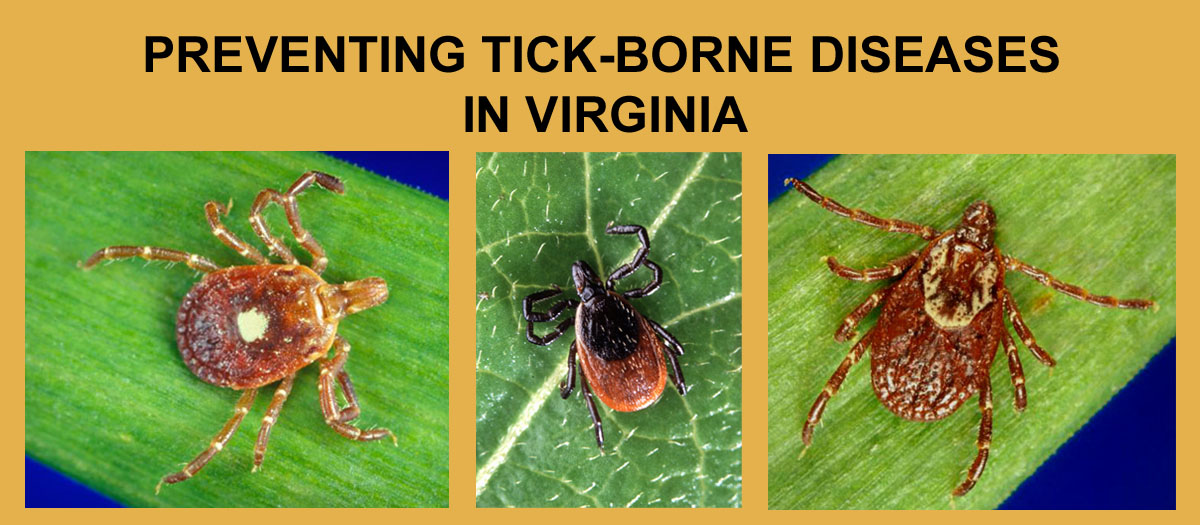 PREVENTING TICK-BORNE DISEASES
IN VIRGINIA